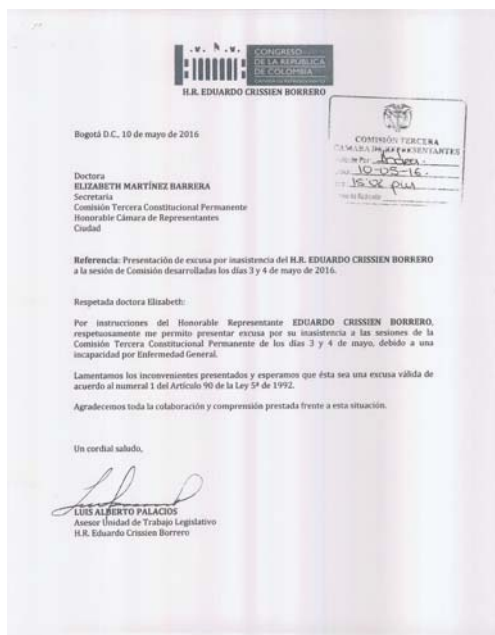 CONGRESO
DE LA REPÚBLICA
DE COLOMBIA
H.R. EDUARDO CRISSIEN BORRERO
COMISIÓN TERCERA
CAMARA DE REPRESENTANTES
Andrea.
10-05-16.
15:02 pm
Bogotá D.C., 10 de mayo de 2016
Doctora
ELIZABETH MARTÍNEZ BARRERA
Secretaria
Comisión Tercera Constitucional Permanente
Honorable Cámara de Representantes
Ciudad
Referencia: Presentación de excusa por inasistencia del H.R. EDUARDO CRISSIEN BORRERO
a la sesión de Comisión desarrolladas los días 3 y 4 de mayo de 2016.
Respetada doctora Elizabeth:
Por instrucciones del Honorable Representante EDUARDO CRISSIEN BORRERO,
respetuosamente me permito presentar excusa por su inasistencia a las sesiones de la
Comisión Tercera Constitucional Permanente de los días 3 y 4 de mayo, debido a una
incapacidad por Enfermedad General.
Lamentamos los inconvenientes presentados y esperamos que ésta sea una excusa válida de
acuerdo al numeral 1 del Artículo 90 de la Ley 5ª de 1992.
Agradecemos toda la colaboración y comprensión prestada frente a esta situación.
Un cordial saludo,
LUIS ALBERTO PALACIOS
Asesor Unidad de Trabajo Legislativo
H.R. Eduardo Crissien Borrero